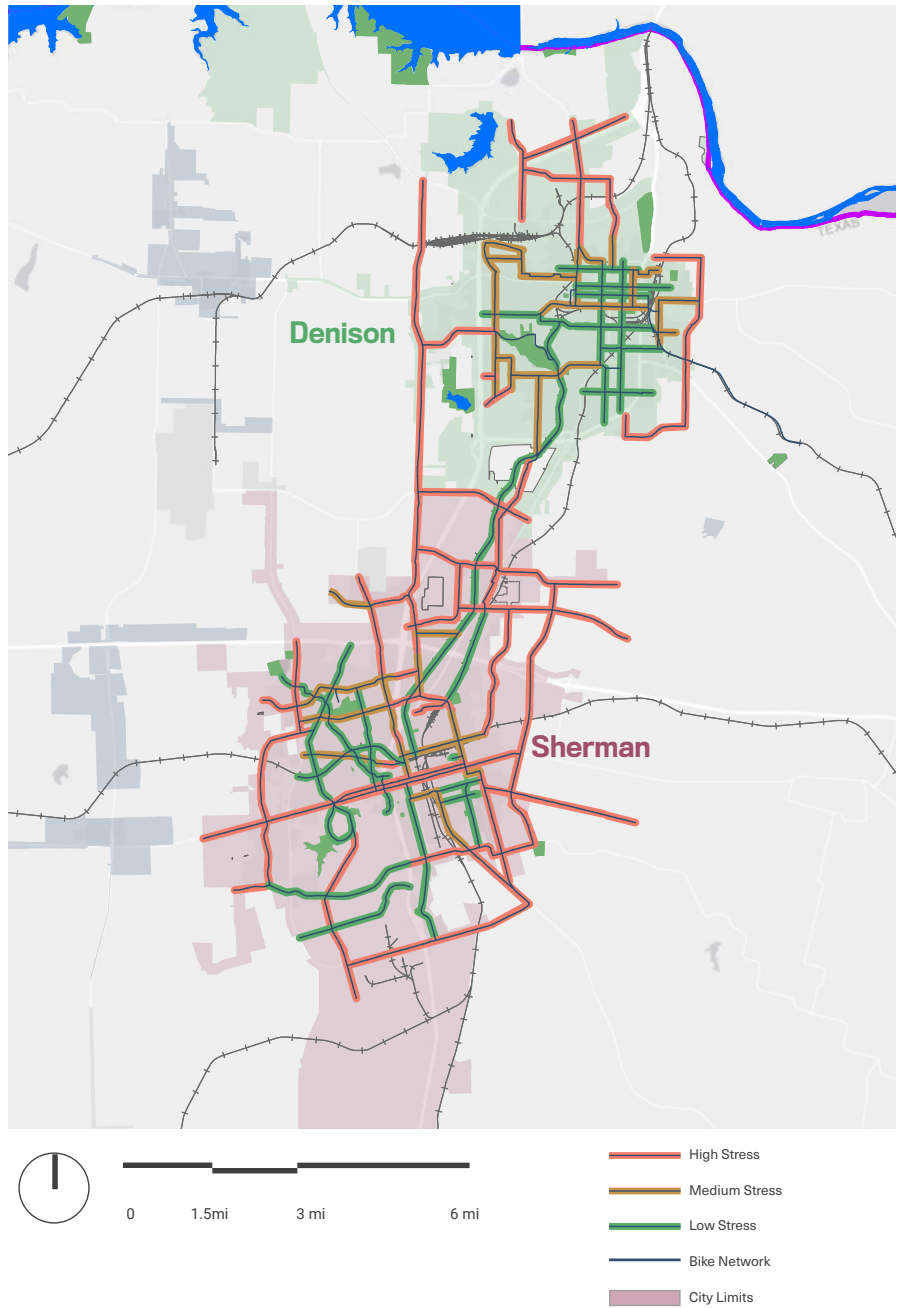 TEXAS
Denison
Sherman
0 1.5mi 3 mi 6 mi
High Stress
Medium Stress
Low Stress
Bike Network
City Limits